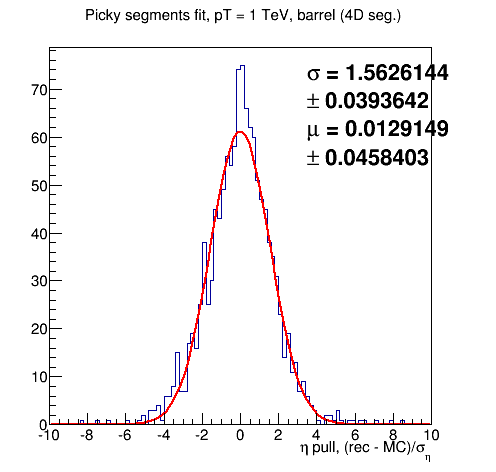 Picky segments fit, pT = 1 TeV, barrel (4D seg.)
σ = 1.5626144
± 0.0393642
μ = 0.0129149
± 0.0458403
70
60
50
40
30
20
10
0
-10 -8 -6 -4 -2 0 2 4 6 8 10
η pull, (rec - MC)/σ_η